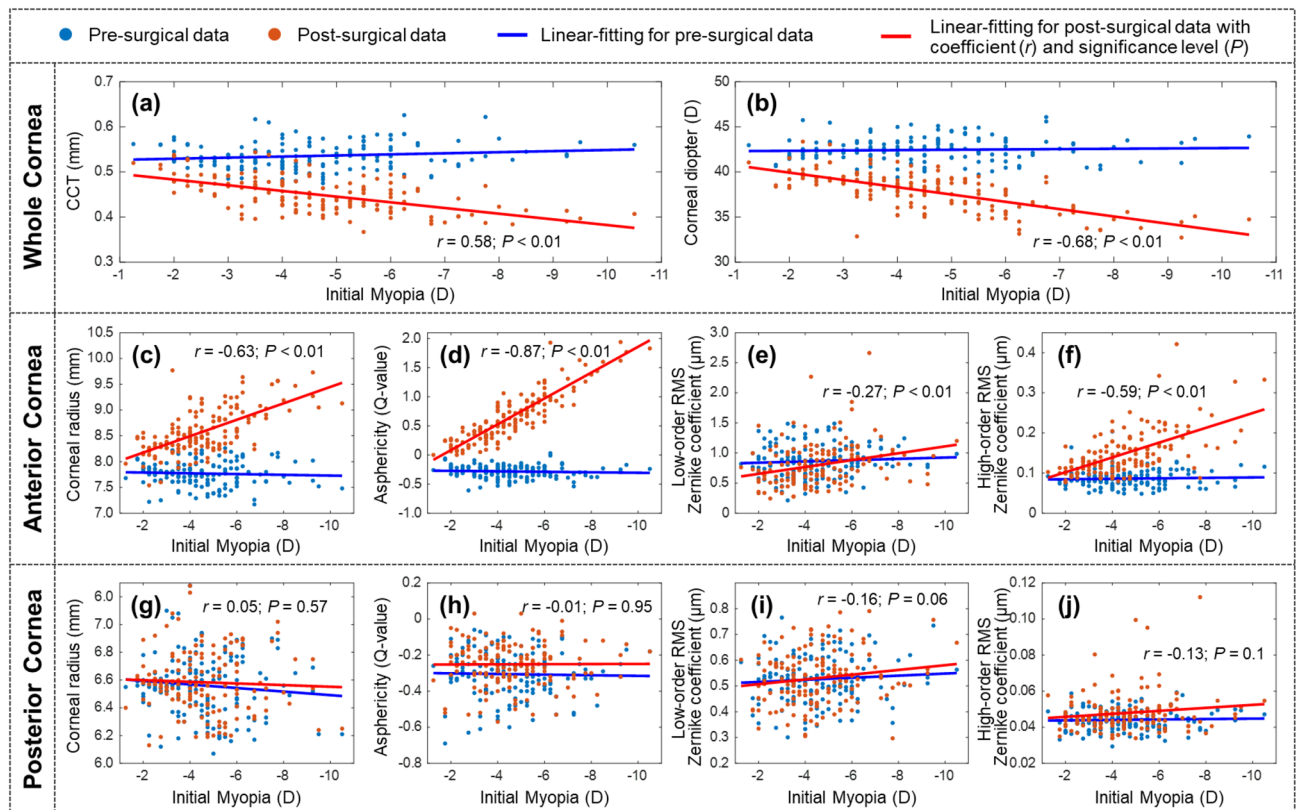 Pre-surgical data
Post-surgical data
Linear-fitting for pre-surgical data
Linear-fitting for post-surgical data with
coefficient (r) and significance level (P)
Whole Cornea
(a)
CCT (mm)
0.7
0.6
0.5
0.4
0.3
r = 0.58; P < 0.01
-1 -2 -3 -4 -5 -6 -7 -8 -9 -10 -11
Initial Myopia (D)
(b)
Corneal diopter (D)
50
45
40
35
30
r = -0.68; P < 0.01
-1 -2 -3 -4 -5 -6 -7 -8 -9 -10 -11
Initial Myopia (D)
Anterior Cornea
(c)
Corneal radius (mm)
10.5
10.0
9.5
9.0
8.5
8.0
7.5
7.0
r = -0.63; P < 0.01
-2 -4 -6 -8 -10
Initial Myopia (D)
(d)
Asphericity (Q-value)
2.0
1.5
1.0
0.5
0
-0.5
-1.0
r = -0.87; P < 0.01
-2 -4 -6 -8 -10
Initial Myopia (D)
(e)
Low-order RMS
Zernike coefficient (μm)
3.0
2.5
2.0
1.5
1.0
0.5
0
r = -0.27; P < 0.01
-2 -4 -6 -8 -10
Initial Myopia (D)
(f)
High-order RMS
Zernike coefficient (μm)
0.4
0.3
0.2
0.1
0
r = -0.59; P < 0.01
-2 -4 -6 -8 -10
Initial Myopia (D)
Posterior Cornea
(g)
Corneal radius (mm)
6.0
6.8
6.6
6.4
6.2
6.0
r = 0.05; P = 0.57
-2 -4 -6 -8 -10
Initial Myopia (D)
(h)
Asphericity (Q-value)
0.2
0
-0.2
-0.4
-0.6
-0.8
r = -0.01; P = 0.95
-2 -4 -6 -8 -10
Initial Myopia (D)
(i)
Low-order RMS
Zernike coefficient (μm)
0.9
0.8
0.7
0.6
0.5
0.4
0.3
0.2
r = -0.16; P = 0.06
-2 -4 -6 -8 -10
Initial Myopia (D)
(j)
High-order RMS
Zernike coefficient (μm)
0.12
0.10
0.08
0.06
0.04
0.02
r = -0.13; P = 0.1
-2 -4 -6 -8 -10
Initial Myopia (D)